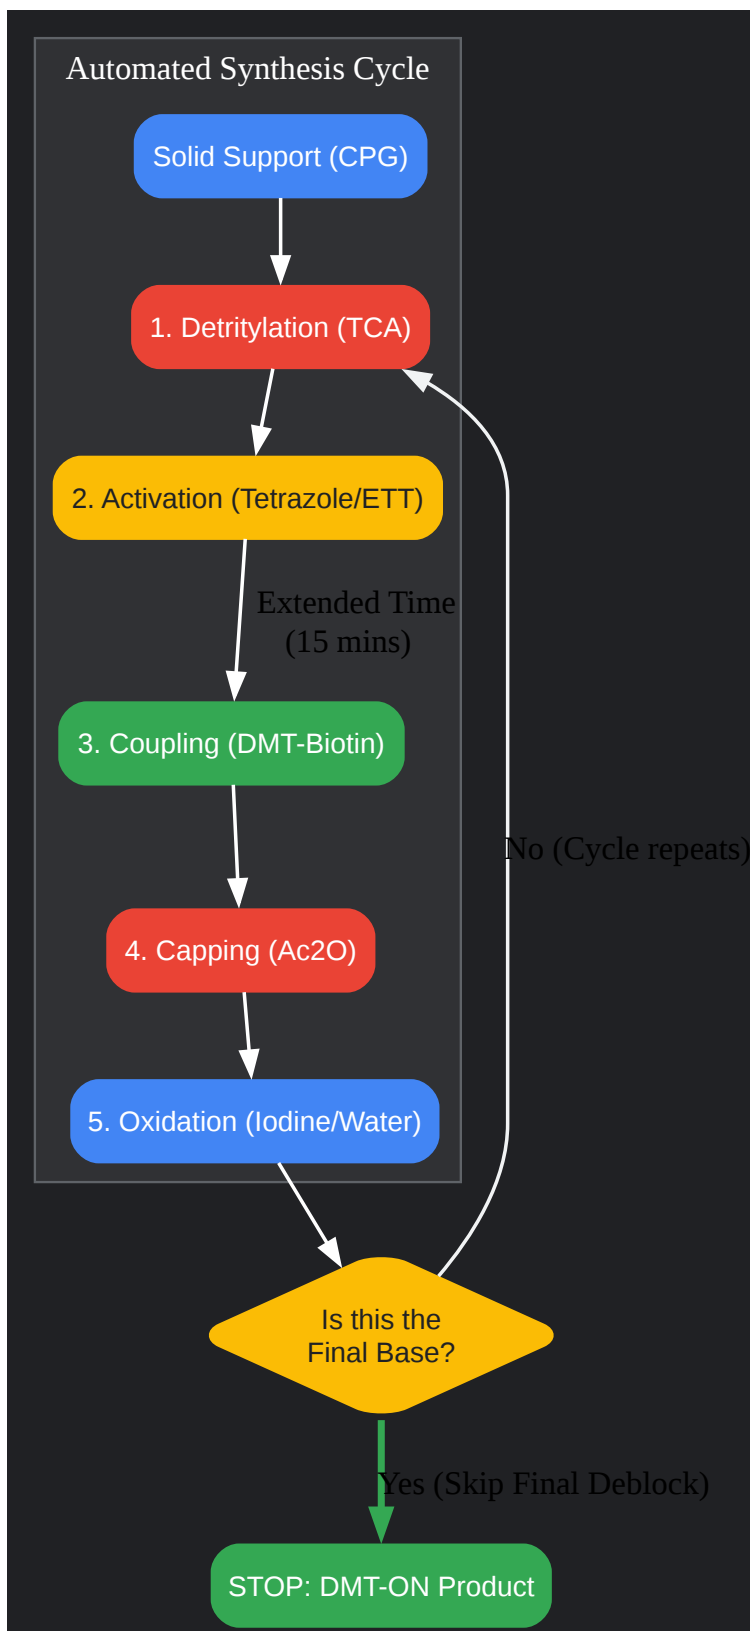 Automated Synthesis Cycle
Solid Support (CPG)
1. Detritylation (TCA)
2. Activation (Tetrazole/ETT)
Extended Time
(15 mins)
3. Coupling (DMT-Biotin)
No (Cycle repeats)
4. Capping (Ac2O)
5. Oxidation (Iodine/Water)
Is this the
Final Base?
Yes (Skip Final Deblock)
STOP: DMT-ON Product